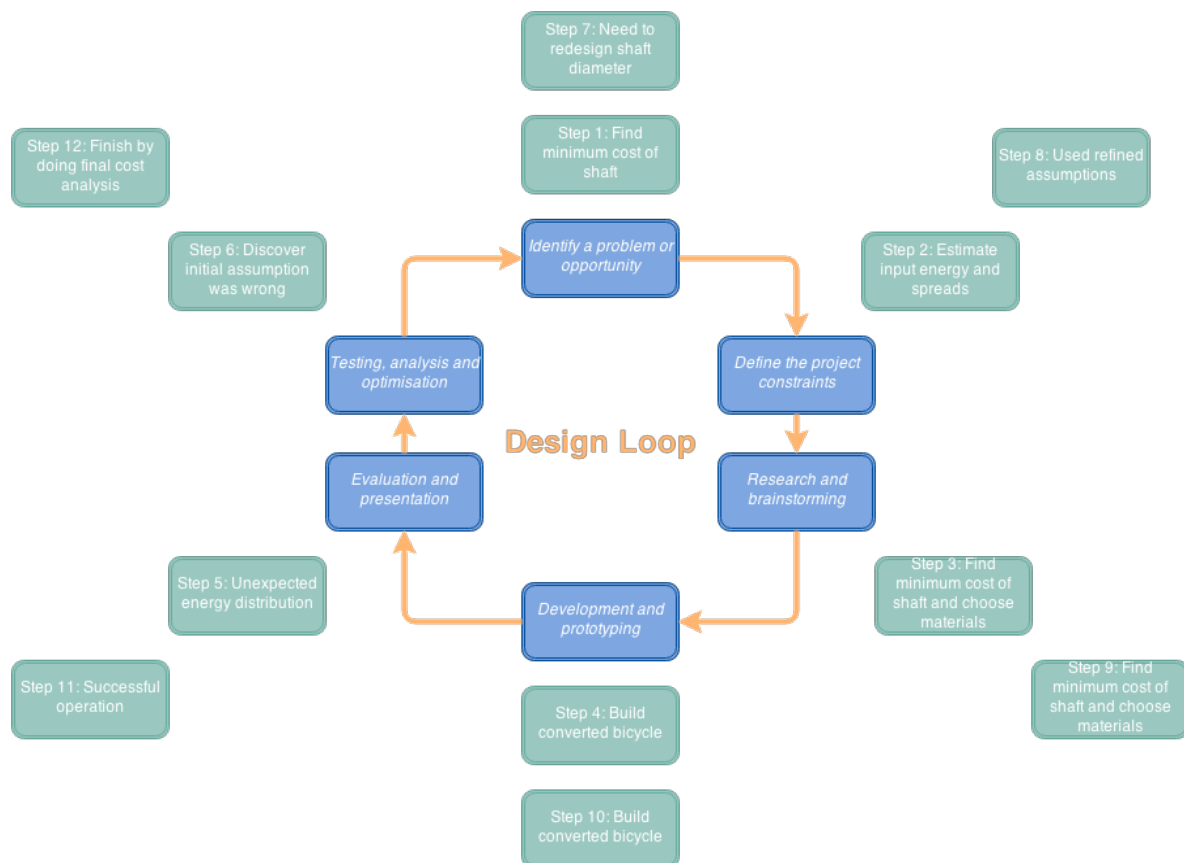 Step 7: Need to
redesign shaft
diameter
Step 1: Find
minimum cost of
shaft
Step 12: Finish by
doing final cost
analysis
Step 8: Used refined
assumptions
Step 6: Discover
initial assumption
was wrong
Identify a problem or
opportunity
Step 2: Estimate
input energy and
spreads
Testing, analysis and
optimisation
Define the project
constraints
Design Loop
Evaluation and
presentation
Research and
brainstorming
Step 5: Unexpected
energy distribution
Development and
prototyping
Step 3: Find
minimum cost of
shaft and choose
materials
Step 11: Successful
operation
Step 4: Build
converted bicycle
Step 9: Find
minimum cost of
shaft and choose
materials
Step 10: Build
converted bicycle